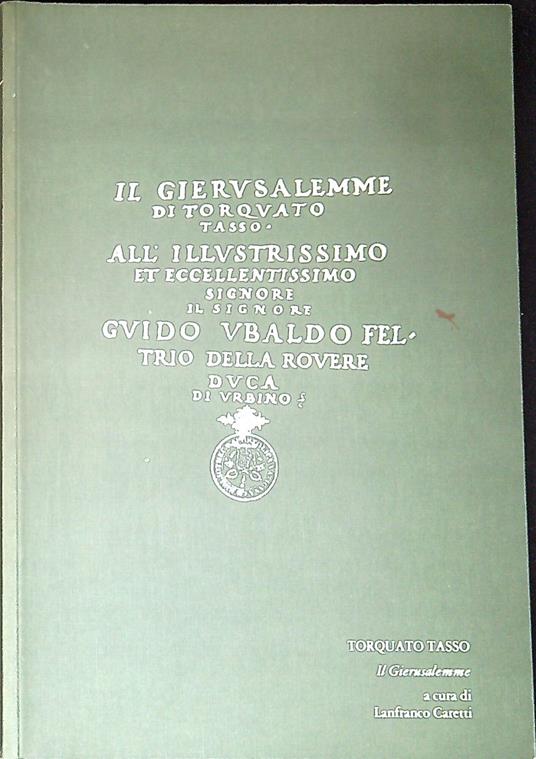 IL GIERVSALEMME
DI TORQVATO
TASSO.
ALL' ILLVSTRISSIMO
ET ECCELLENTISSIMO
SIGNORE
IL SIGNORE
GVIDO VBALDO FEL-
TRIO DELLA ROVERE
DVCA
DI VRBINO
TORQUATO TASSO
Il Gierusalemme
a cura di
Lanfranco Caretti